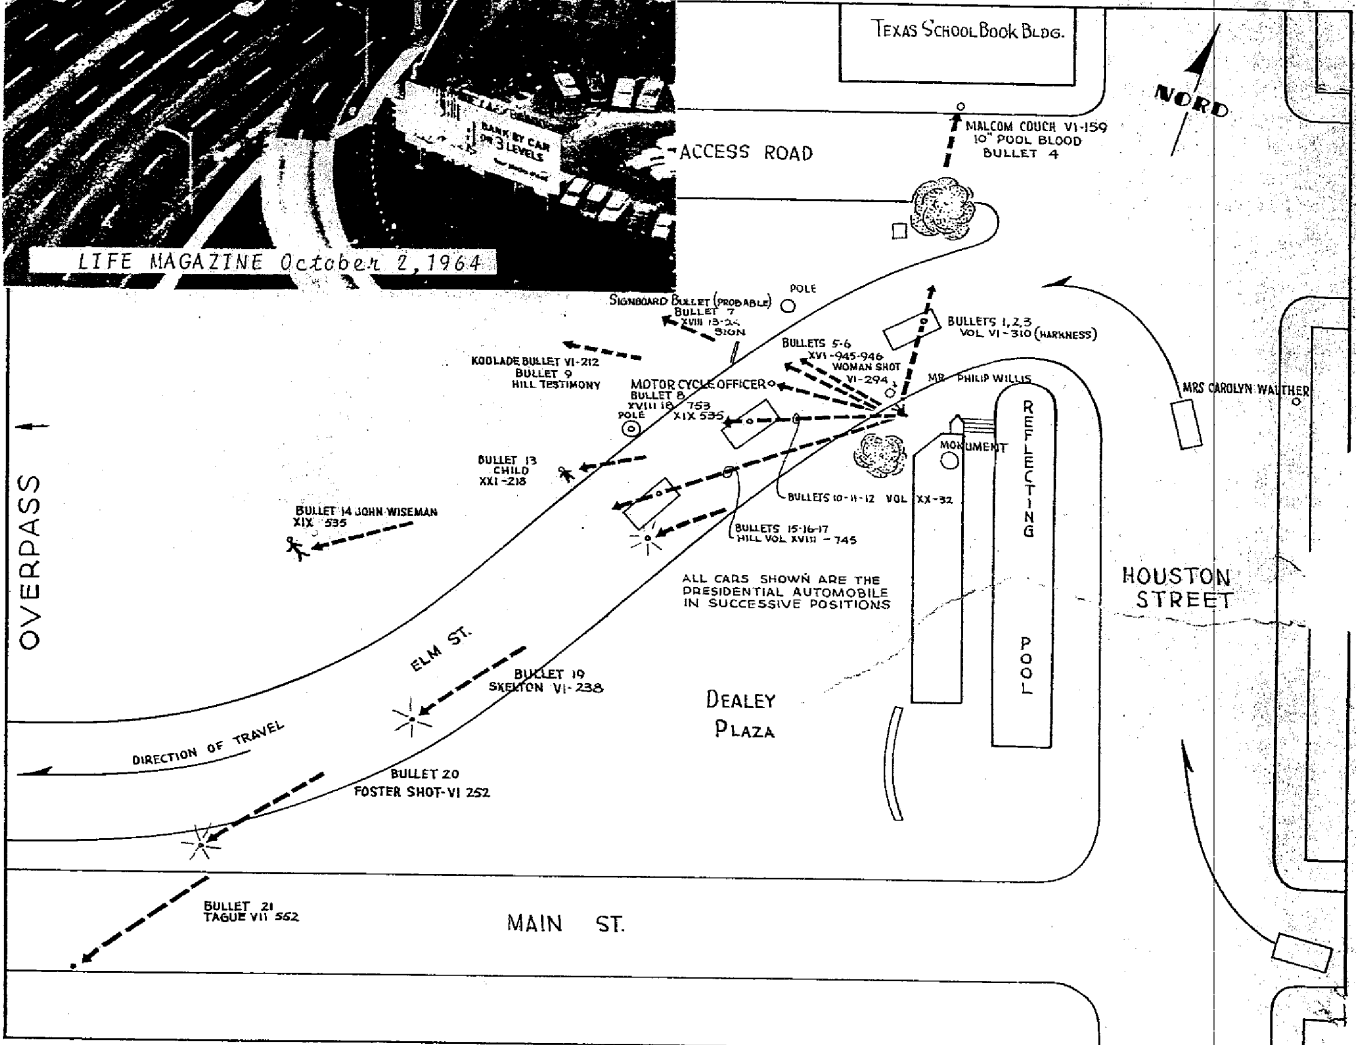 BANK BY CAR
ON 3 LEVELS
LIFE MAGAZINE October 2, 1964
TEXAS SCHOOL BOOK BLDG.
NORD
MALCOM COUCH VI-159
10" POOL BLOOD
BULLET 4
ACCESS ROAD
POLE
SIGNBOARD BULLET (PROBABLE)
BULLET 7
XVIII 13-24
SIGN
BULLETS 1,2,3
VOL VI-310 (HARKNESS)
BULLETS 5-6
XVI-945-946
WOMAN SHOT
VI-294
KOOLADE BULLET VI-212
BULLET 9
HILL TESTIMONY
MR. PHILIP WILLIS
MRS CAROLYN WALTHER
MOTOR CYCLE OFFICER
BULLET 8
XVIII 18 753
XIX 535
POLE
REFLECTING
POOL
MONUMENT
BULLET 13
CHILD
XXI-218
BULLETS 10-11-12 VOL XX-32
BULLET 14 JOHN WISEMAN
XIX 535
BULLETS 15-16-17
HILL VOL XVIII - 745
OVERPASS
ALL CARS SHOWN ARE THE
PRESIDENTIAL AUTOMOBILE
IN SUCCESSIVE POSITIONS
HOUSTON
STREET
ELM ST.
BULLET 19
SKELTON VI-238
DEALEY
PLAZA
DIRECTION OF TRAVEL
BULLET 20
FOSTER SHOT-VI 252
BULLET 21
TAGUE VII 552
MAIN ST.